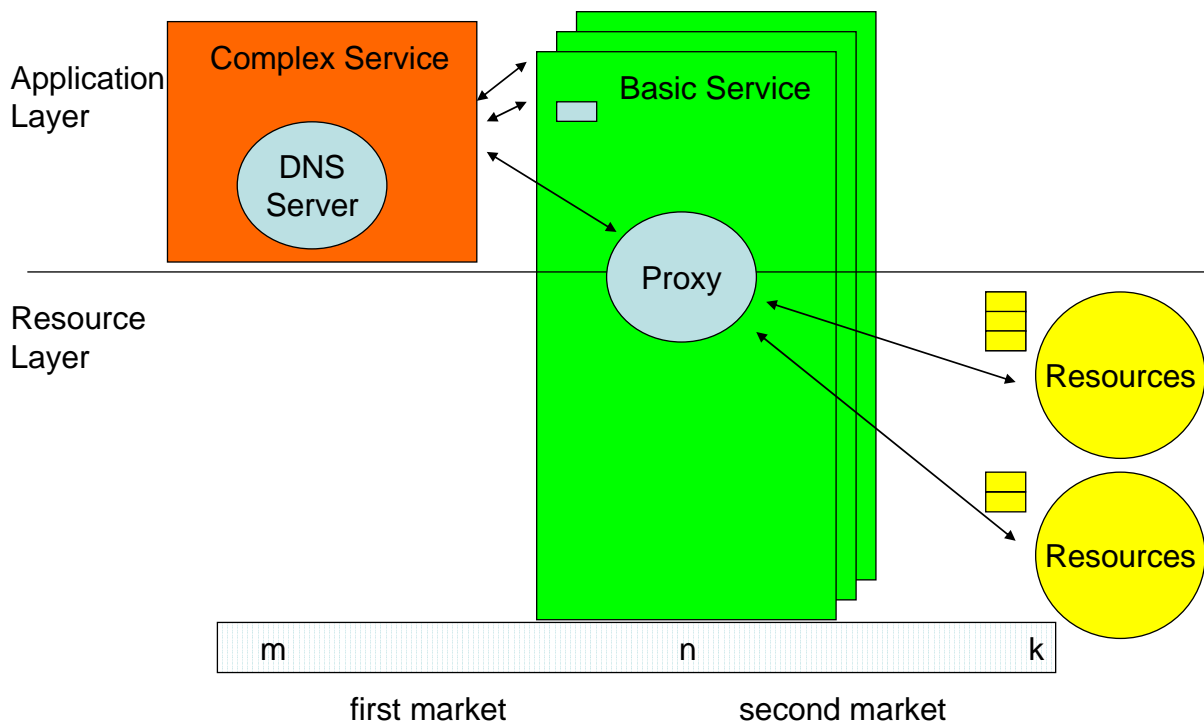 Complex Service
Application
Layer
Basic Service
DNS
Server
Proxy
Resource
Layer
Resources
Resources
m n k
first market second market